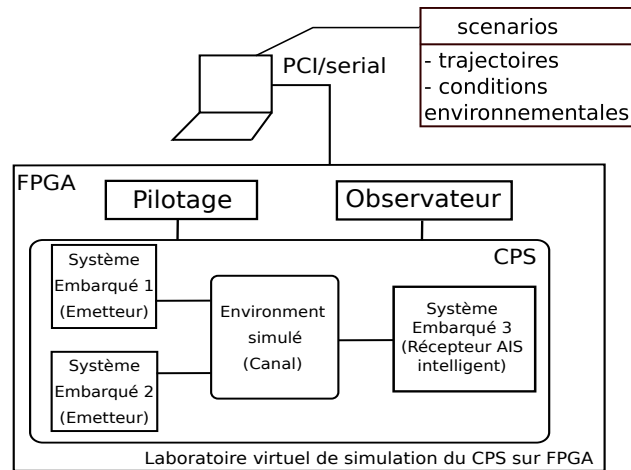 scenarios
- trajectoires
- conditions
environnementales
PCI/serial
FPGA
Pilotage
Observateur
CPS
Système
Embarqué 1
(Emetteur)
Système
Embarqué 2
(Emetteur)
Environment
simulé
(Canal)
Système
Embarqué 3
(Récepteur AIS
intelligent)
Laboratoire virtuel de simulation du CPS sur FPGA